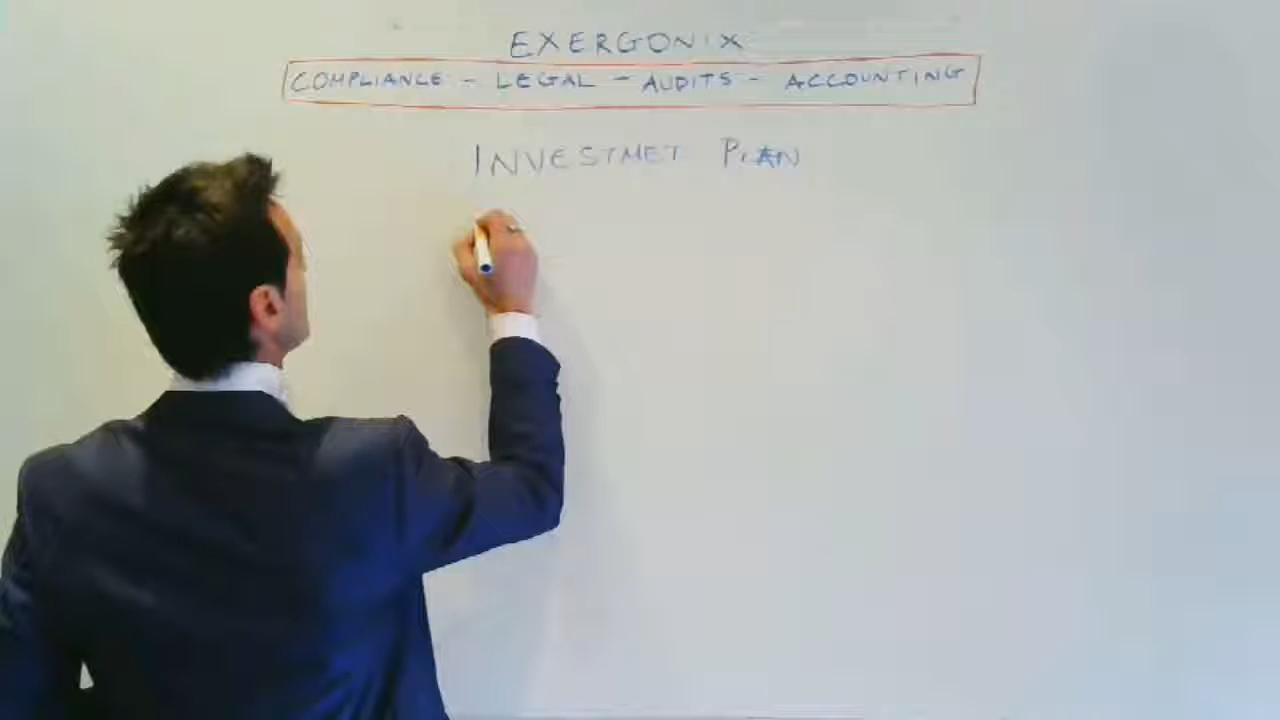 EXERGONIX
COMPLIANCE - LEGAL - AUDITS - ACCOUNTING
INVESTMET PLAN